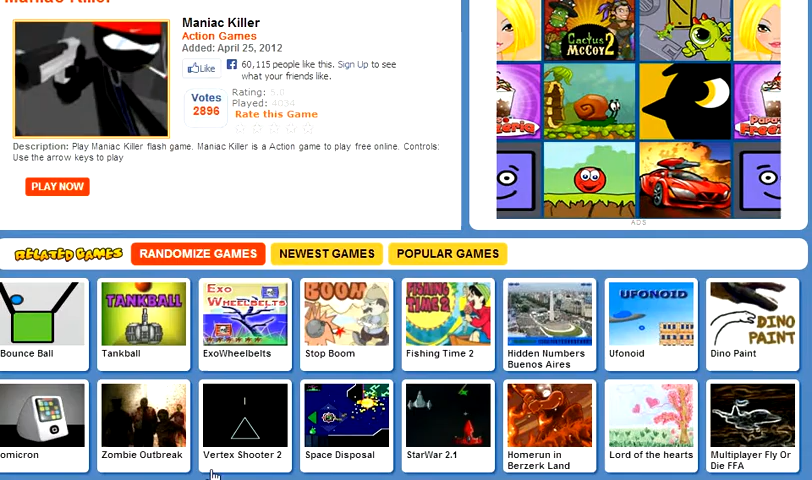 Maniac Killer
Maniac Killer
Action Games
Added: April 25, 2012
Like
60,115 people like this. Sign Up to see
what your friends like.
Votes
2896
Rating: 5.0
Played: 4034
Rate this Game
Description: Play Maniac Killer flash game. Maniac Killer is a Action game to play free online. Controls:
Use the arrow keys to play
PLAY NOW
Cactus
McCoy 2
ADS
RELATED GAMES
RANDOMIZE GAMES
NEWEST GAMES
POPULAR GAMES
TANKBALL
EXO
WHEELBELTS
BOOM
FISHING
TIME 2
UFONOID
DINO
PAINT
Bounce Ball
Tankball
ExoWheelbelts
Stop Boom
Fishing Time 2
Hidden Numbers
Buenos Aires
Ufonoid
Dino Paint
omicron
Zombie Outbreak
Vertex Shooter 2
Space Disposal
StarWar 2.1
Homerun in
Berzerk Land
Lord of the hearts
Multiplayer Fly Or
Die FFA